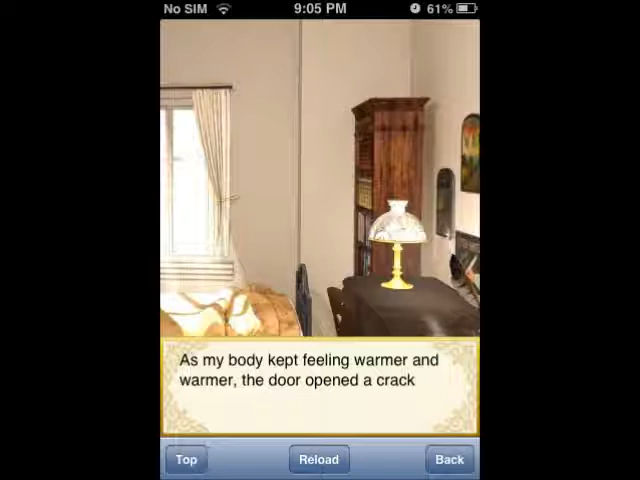 No SIM 9:05 PM 61%
As my body kept feeling warmer and
warmer, the door opened a crack
Top Reload Back